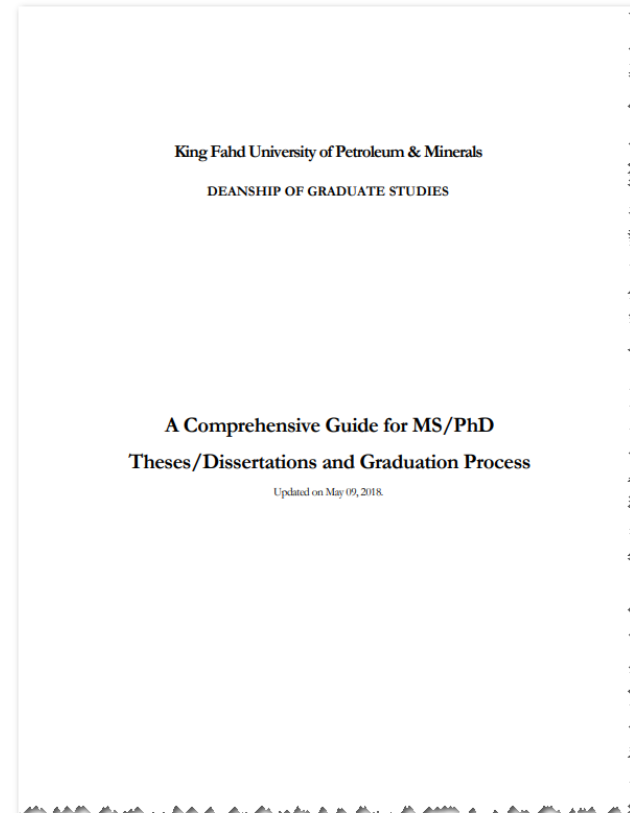 King Fahd University of Petroleum & Minerals
DEANSHIP OF GRADUATE STUDIES
A Comprehensive Guide for MS/PhD
Theses/Dissertations and Graduation Process
Updated on May 09, 2018.